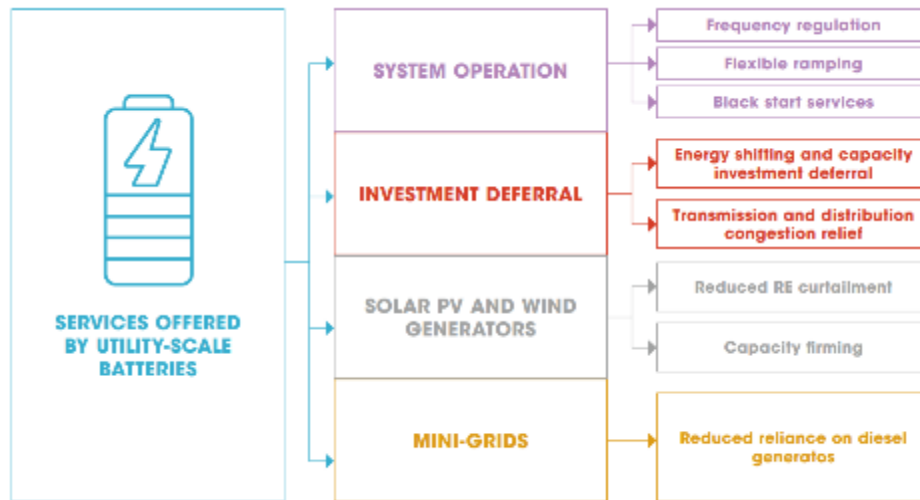 SERVICES OFFERED
BY UTILITY-SCALE
BATTERIES
SYSTEM OPERATION
Frequency regulation
Flexible ramping
Black start services
INVESTMENT DEFERRAL
Energy shifting and capacity
investment deferral
Transmission and distribution
congestion relief
SOLAR PV AND WIND
GENERATORS
Reduced RE curtailment
Capacity firming
MINI-GRIDS
Reduced reliance on diesel
generatos